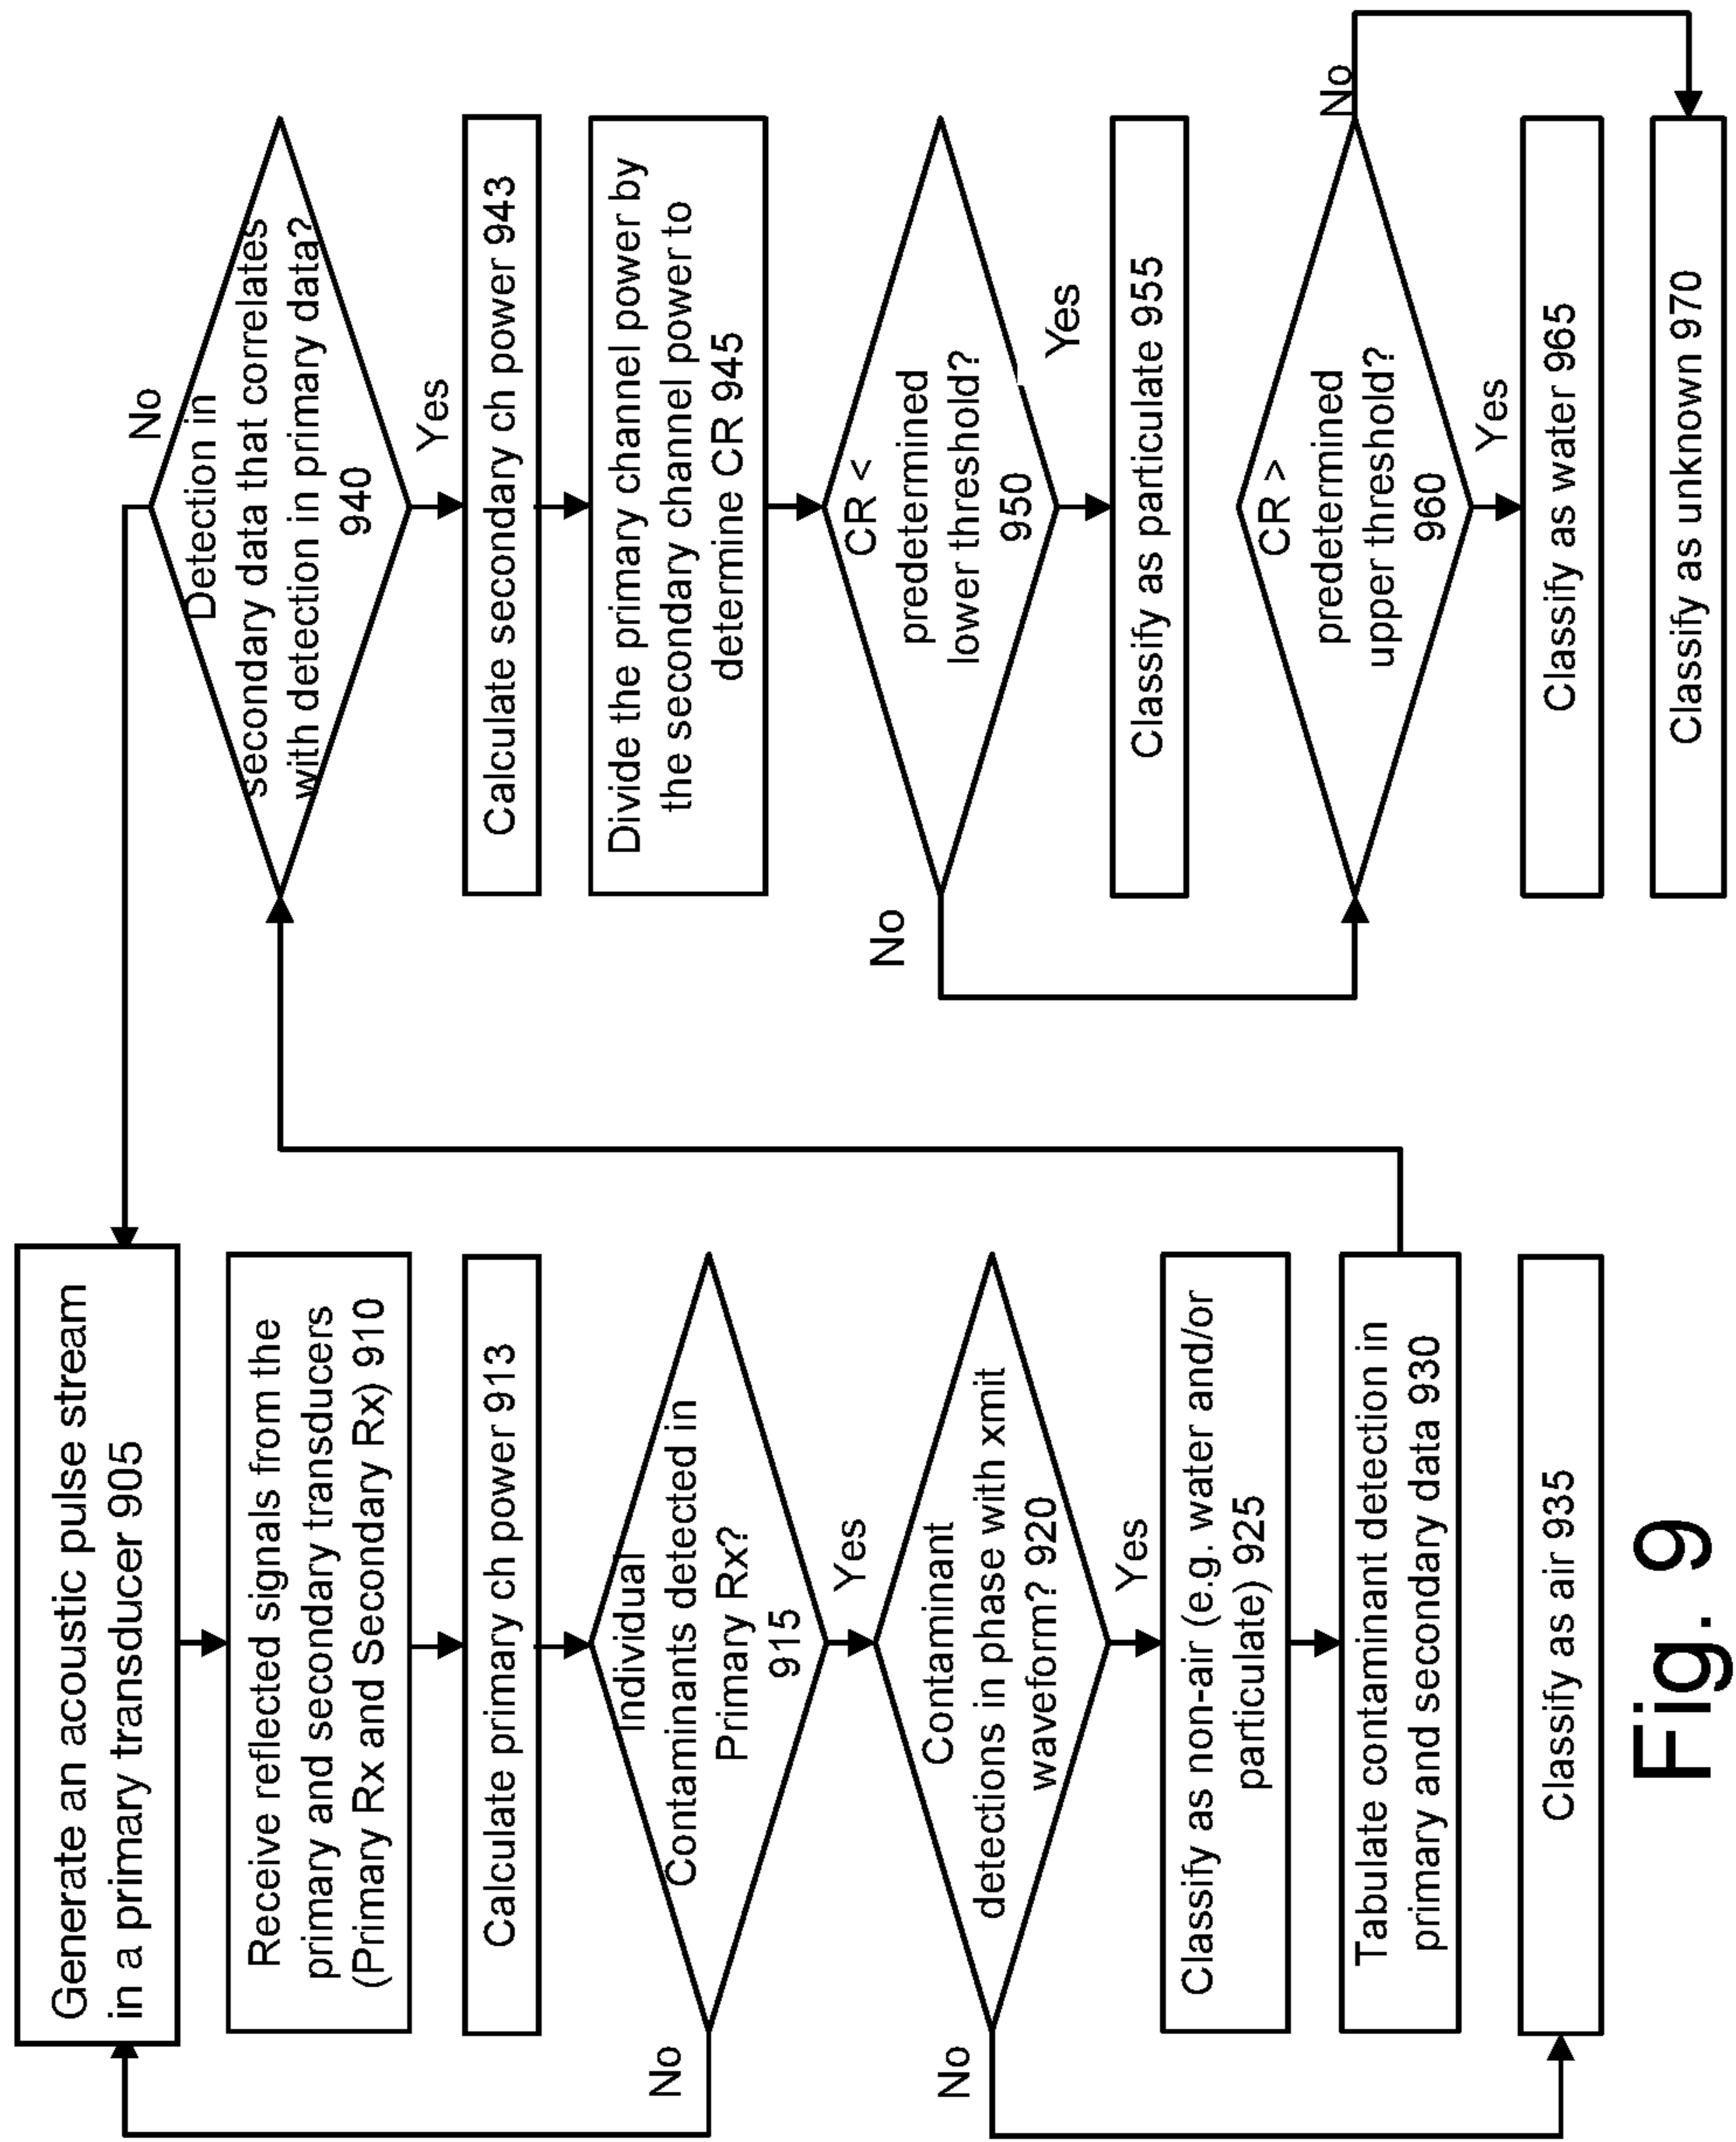 Generate an acoustic pulse stream
in a primary transducer 905
Receive reflected signals from the
primary and secondary transducers
(Primary Rx and Secondary Rx) 910
Calculate primary ch power 913
Individual
Contaminants detected in
Primary Rx?
915
No
Yes
Contaminant
detections in phase with xmit
waveform? 920
No
Yes
Classify as non-air (e.g. water and/or
particulate) 925
Tabulate contaminant detection in
primary and secondary data 930
Classify as air 935
No
Detection in
secondary data that correlates
with detection in primary data?
940
Yes
Calculate secondary ch power 943
Divide the primary channel power by
the secondary channel power to
determine CR 945
CR <
predetermined
lower threshold?
950
No
Yes
Classify as particulate 955
CR >
predetermined
upper threshold?
960
No
Yes
Classify as water 965
Classify as unknown 970
Fig. 9